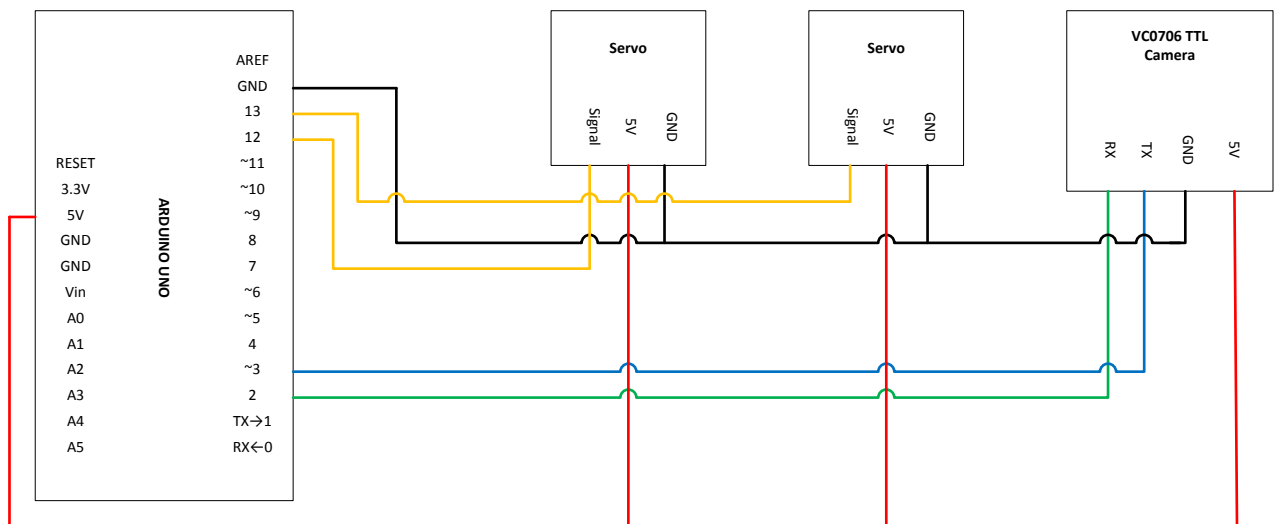 AREF
GND
13
12
~11
~10
~9
8
7
~6
~5
4
~3
2
TX→1
RX←0
RESET
3.3V
5V
GND
GND
Vin
A0
A1
A2
A3
A4
A5
ARDUINO UNO
Servo
Signal
5V
GND
Servo
Signal
5V
GND
VC0706 TTL
Camera
RX
TX
GND
5V